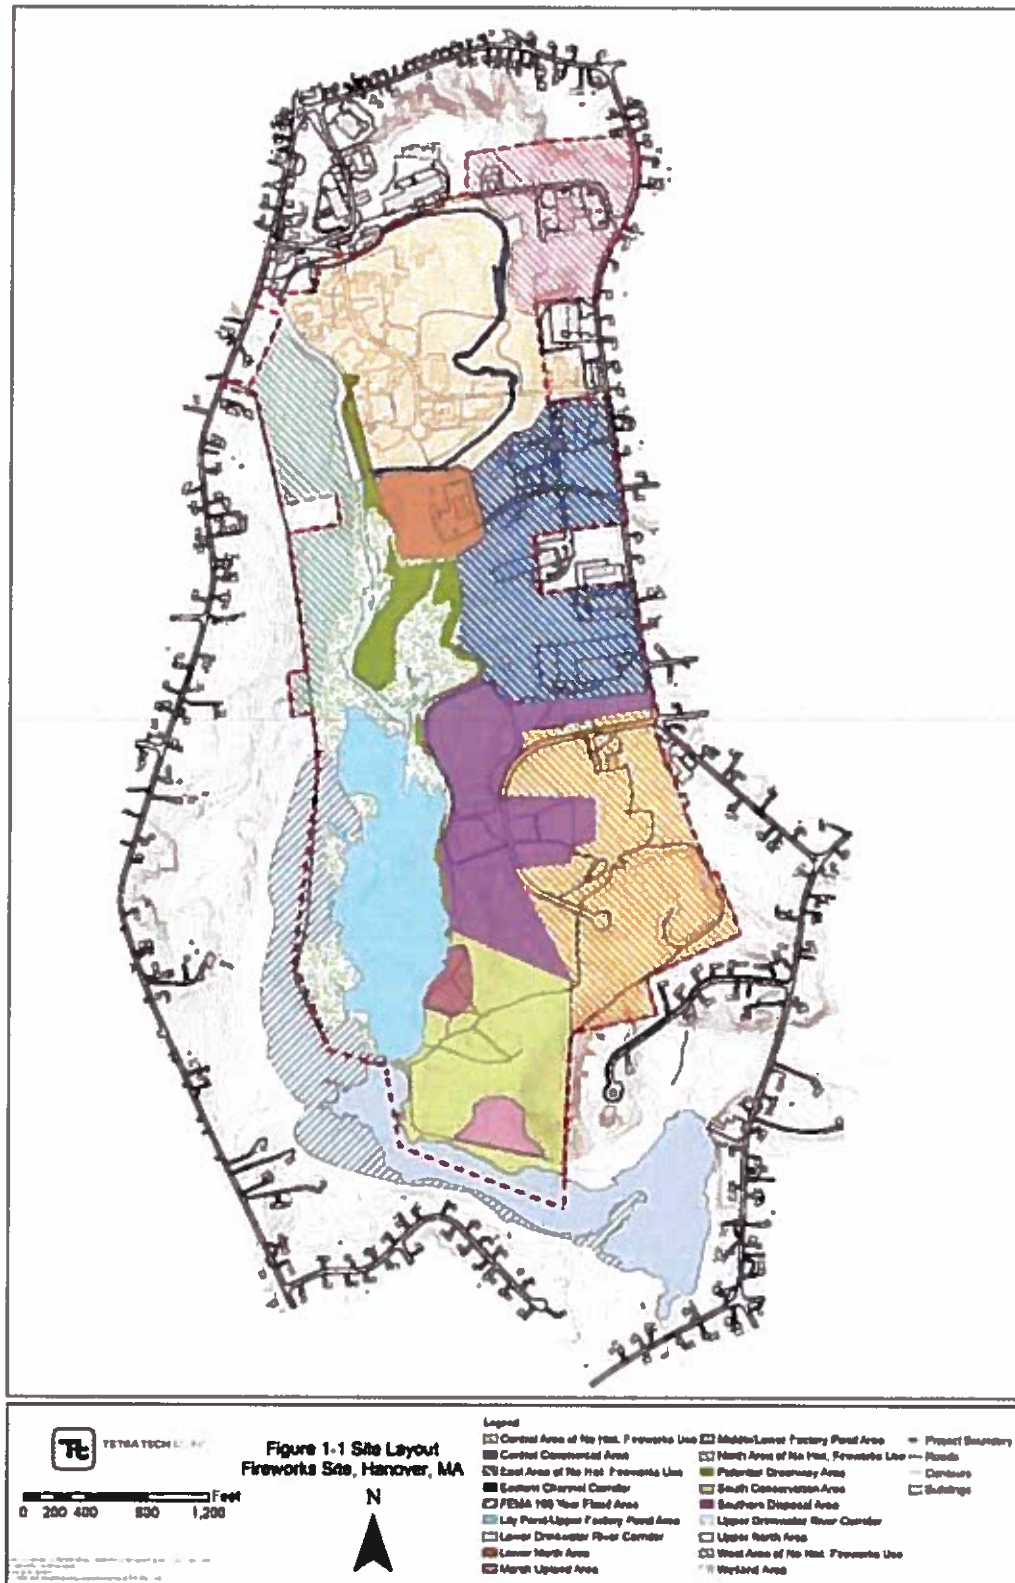 Tt
TETRA TECH
Figure 1-1 Site Layout
Fireworks Site, Hanover, MA
Feet
0 200 400 800 1,200
N
Legend
Central Area of No Hist. Fireworks Use
Central Commercial Area
East Area of No Hist. Fireworks Use
Eastern Channel Corridor
FEMA 100 Year Flood Area
Lily Pond/Upper Factory Pond Area
Lower Drinkwater River Corridor
Lower North Area
Marsh Upland Area
Middle/Lower Factory Pond Area
North Area of No Hist. Fireworks Use
Potential Greenway Area
South Conservation Area
Southern Disposal Area
Upper Drinkwater River Corridor
Upper North Area
West Area of No Hist. Fireworks Use
Wetland Area
Project Boundary
Roads
Contours
Buildings